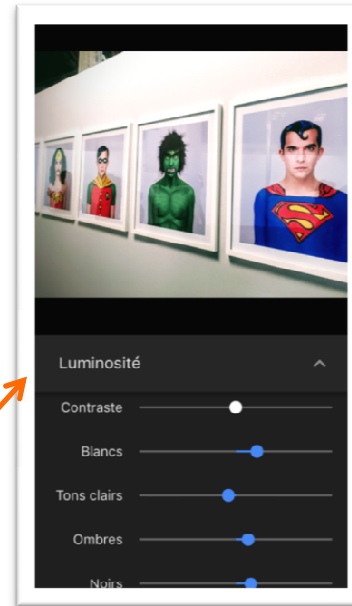 Luminosité
Contraste
Blancs
Tons clairs
Ombres
Noirs